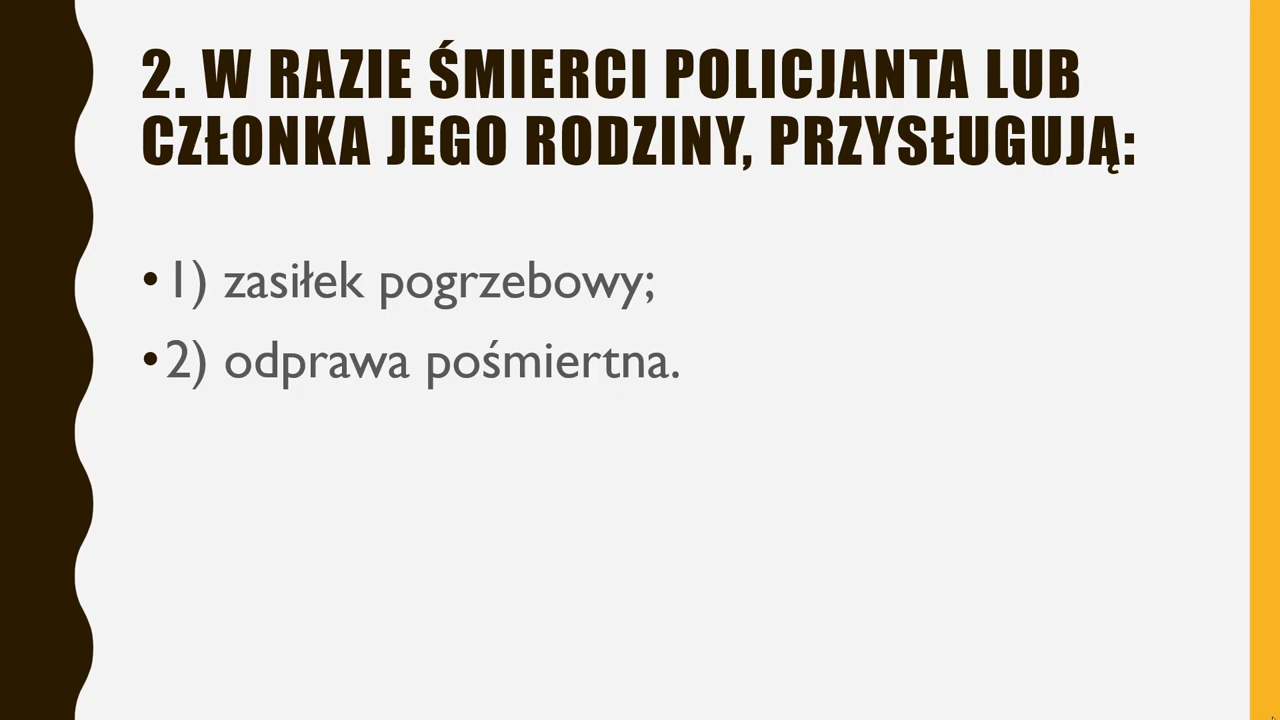 2. W RAZIE ŚMIERCI POLICJANTA LUB
CZŁONKA JEGO RODZINY, PRZYSŁUGUJĄ:
• 1) zasiłek pogrzebowy;
• 2) odprawa pośmiertna.